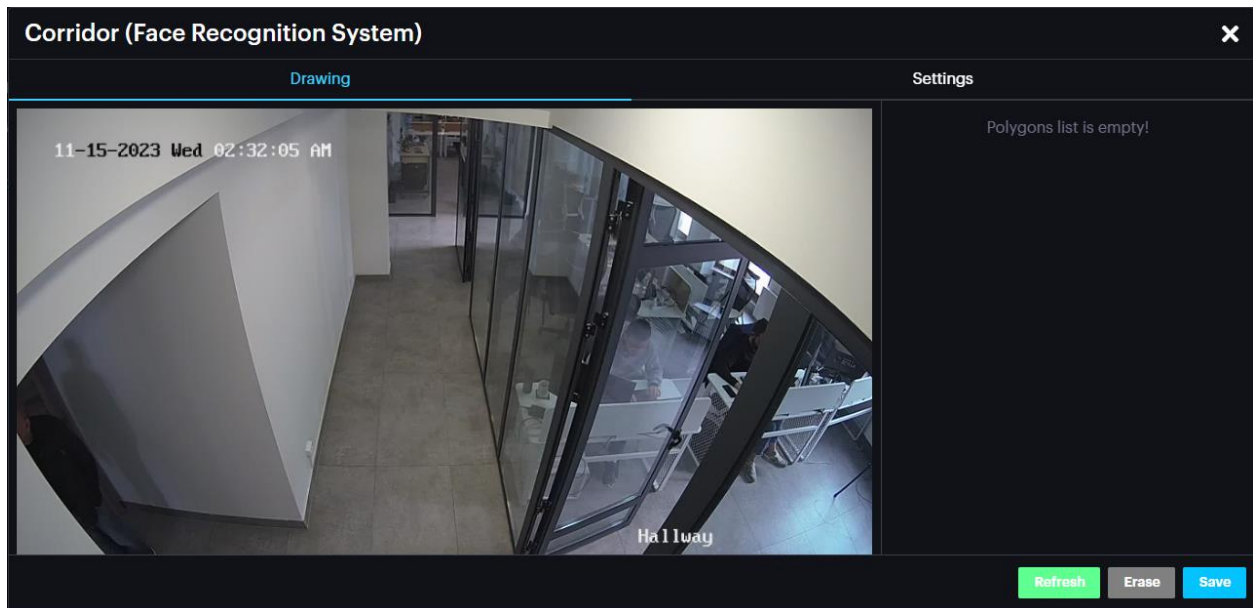 Corridor (Face Recognition System)
Drawing
Settings
Polygons list is empty!
11-15-2023 Wed 02:32:05 AM
Hallway
Refresh
Erase
Save